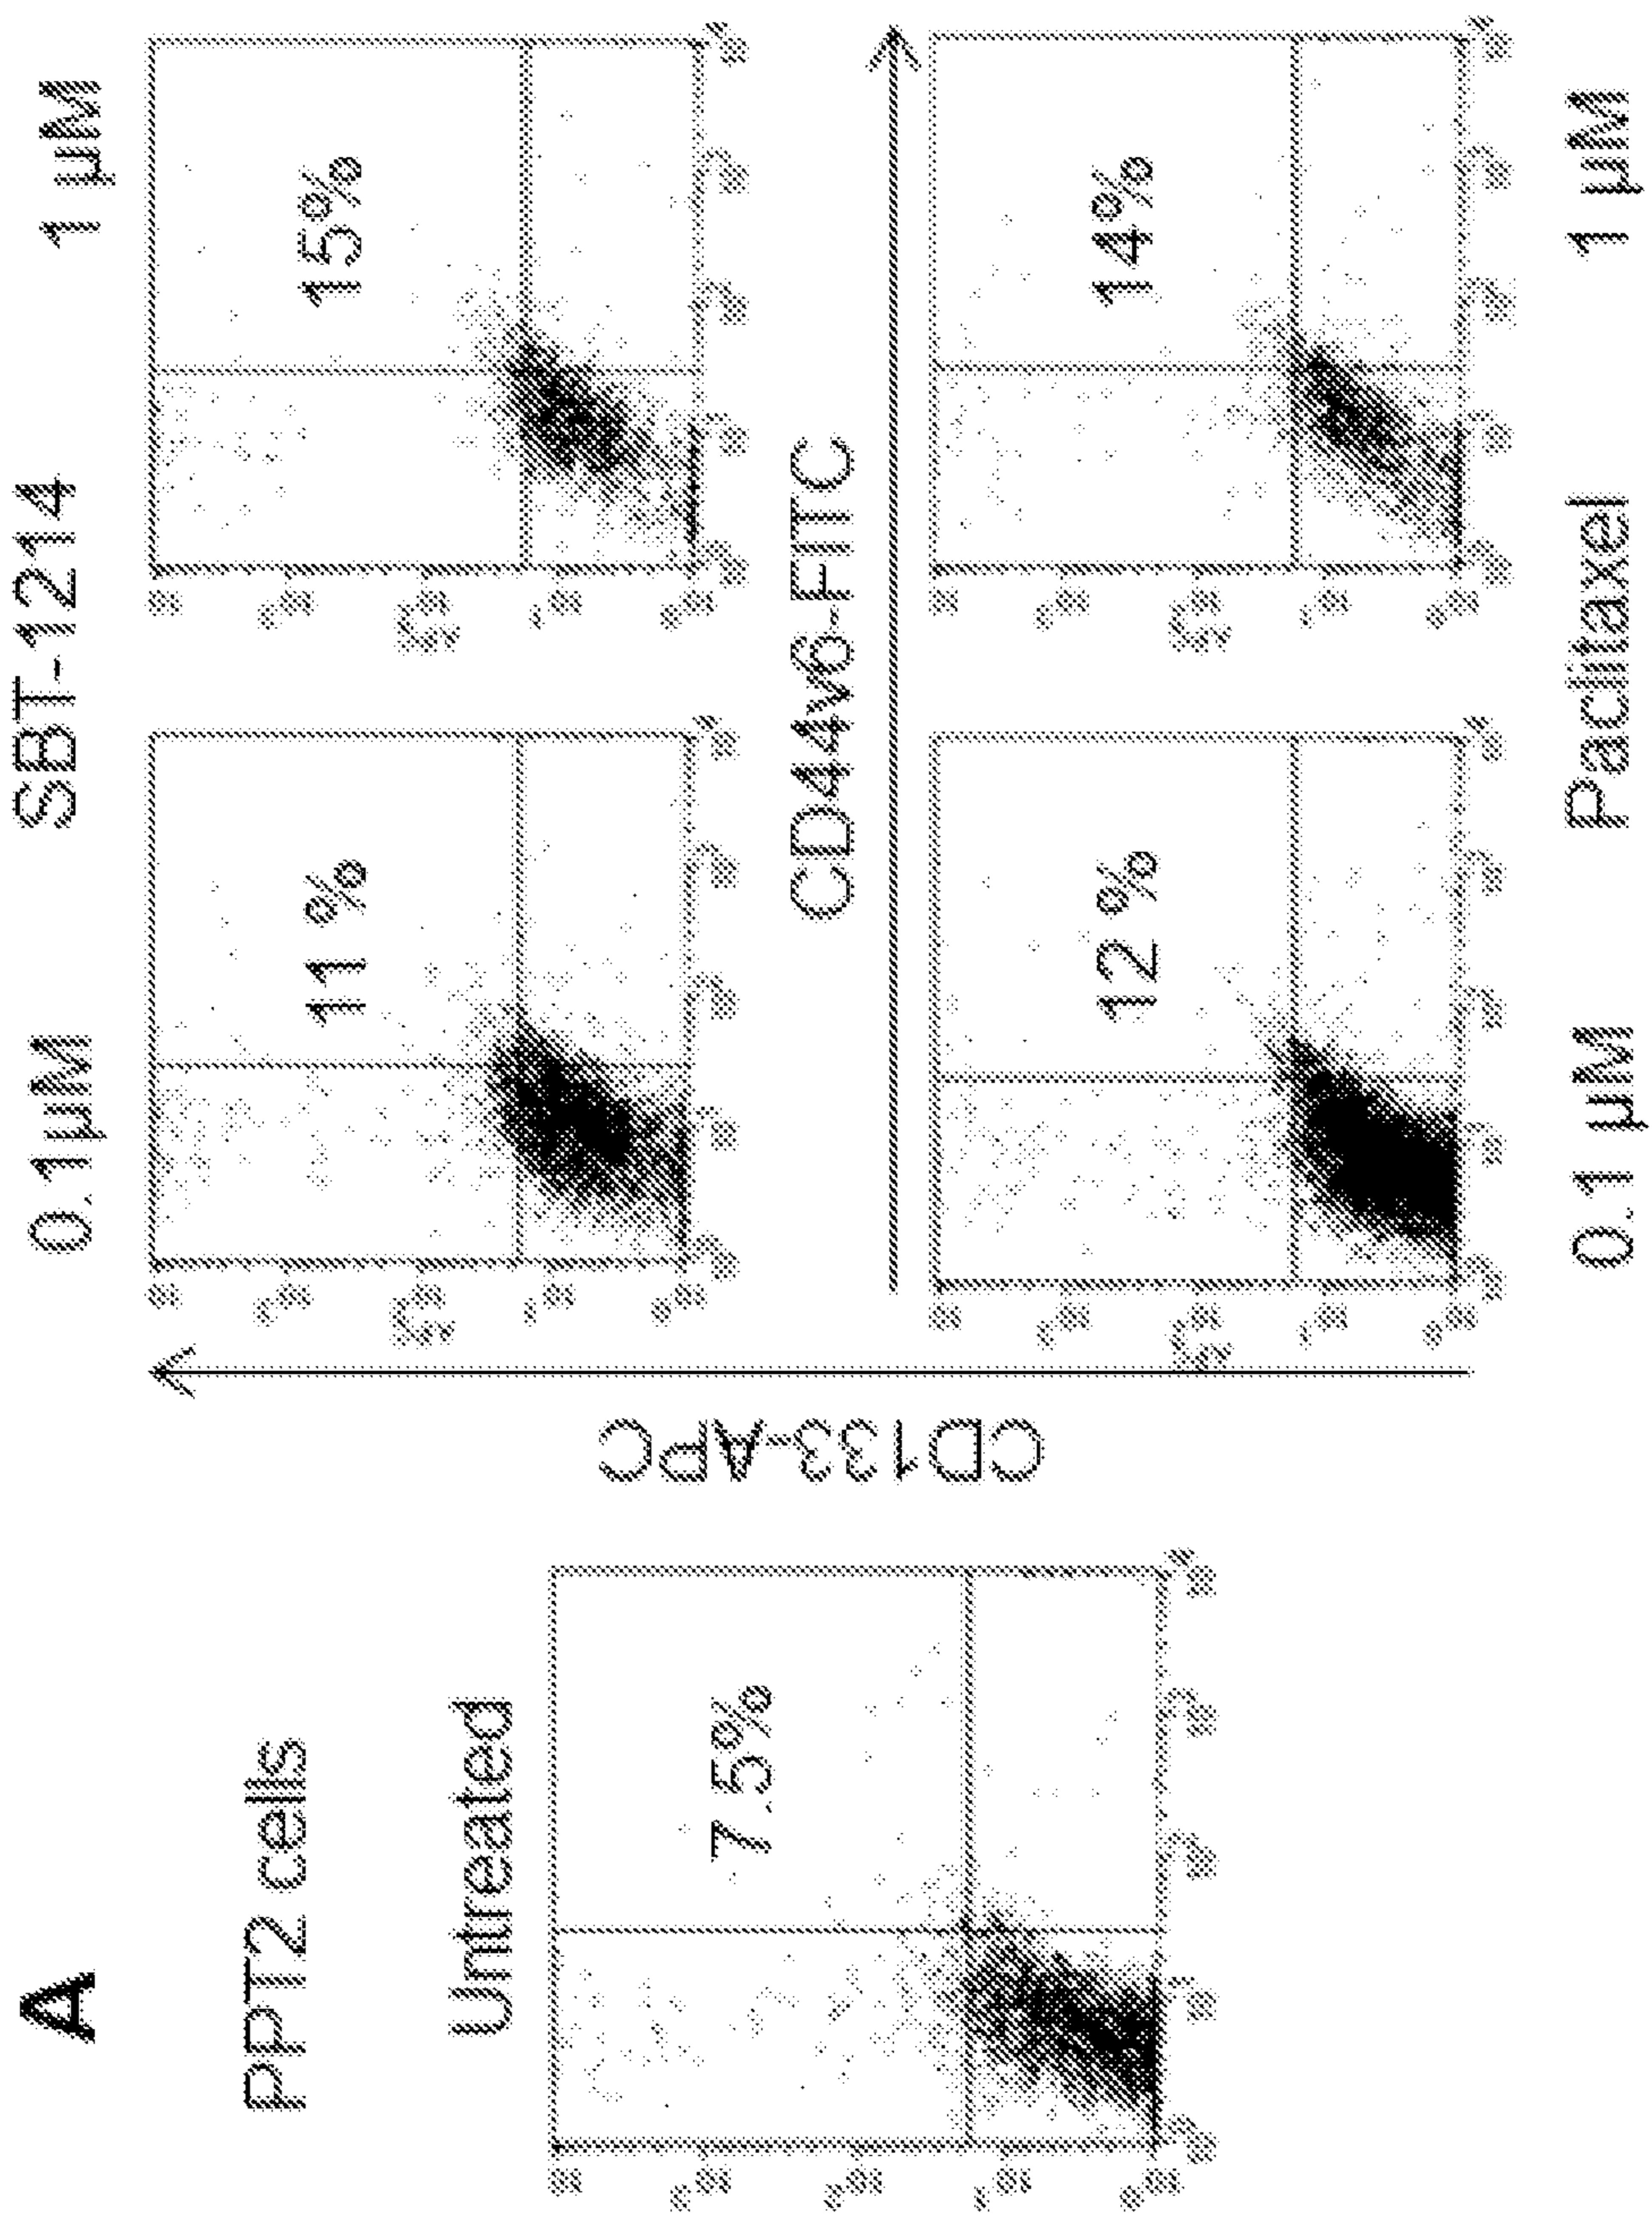 A
PPT2 cells
Untreated
7.5%
CD133-APC
SBT-1214
0.1µM
1 µM
11 %
15%
CD44v6-FITC
12 %
14%
0.1 µM
1 µM
Paclitaxel